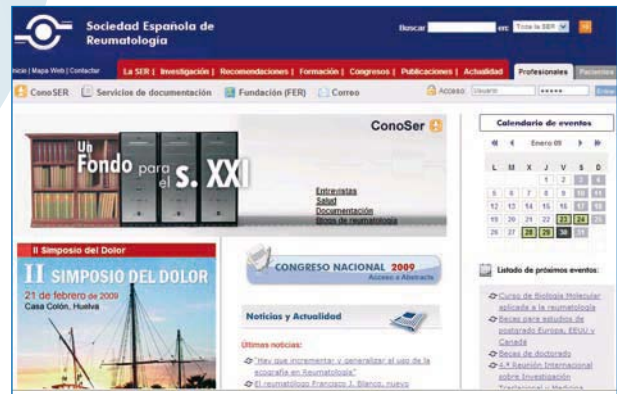 Sociedad Española de
Reumatología
Buscar en: Toda la SER
Inicio | Mapa Web | Contactar
La SER | Investigación | Recomendaciones | Formación | Congresos | Publicaciones | Actualidad
Profesionales Pacientes
ConoSER Servicios de documentación Fundación (FER) Correo
Acceso: Usuario ••••• Entrar
Un
Fondo para
el s. XXI
ConoSer
Entrevistas
Salud
Documentación
Blogs de reumatología
Calendario de eventos
Enero 09
L M X J V S D
1 2 3 4
5 6 7 8 9 10 11
12 13 14 15 16 17 18
19 20 21 22 23 24 25
26 27 28 29 30 31
II Simposio del Dolor
II SIMPOSIO DEL DOLOR
21 de febrero de 2009
Casa Colón, Huelva
CONGRESO NACIONAL 2009
Acceso a Abstracts
Noticias y Actualidad
Últimas noticias:
"Hay que incrementar y generalizar el uso de la
ecografía en Reumatología"
El reumatólogo Francisco J. Blanco, nuevo
Listado de próximos eventos:
Curso de Biología Molecular
aplicada a la reumatología
Becas para estudios de
postgrado Europa, EEUU y
Canadá
Becas de doctorado
4.ª Reunión Internacional
sobre Investigación
Traslacional y Medicina